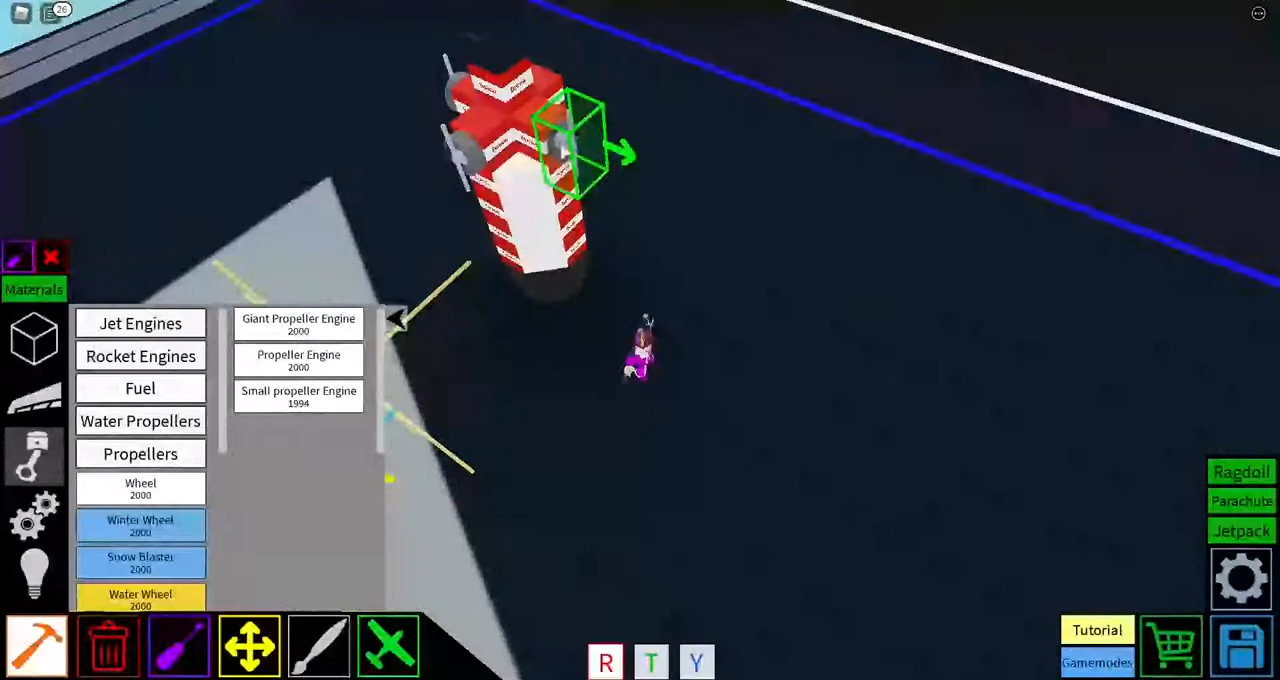 26
Materials
Jet Engines
Rocket Engines
Fuel
Water Propellers
Propellers
Wheel
2000
Winter Wheel
2000
Snow Blaster
2000
Water Wheel
2000
Giant Propeller Engine
2000
Propeller Engine
2000
Small propeller Engine
1994
Ragdoll
Parachute
Jetpack
Tutorial
Gamemodes
R T Y